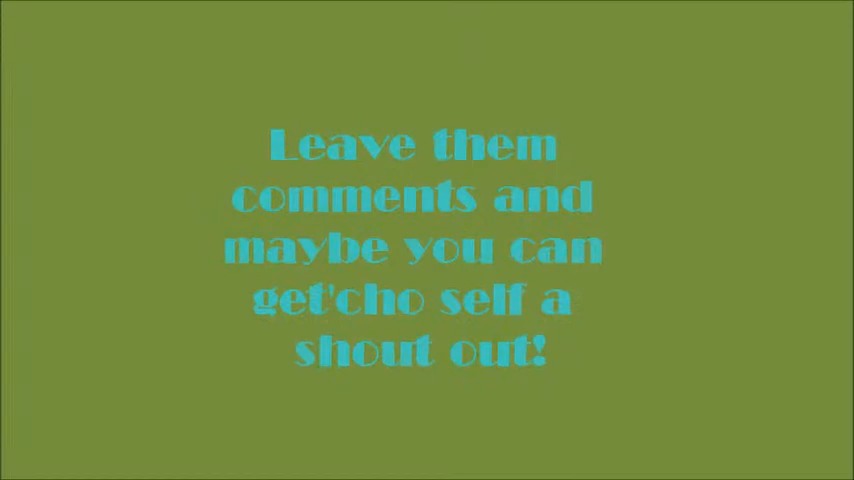 Leave them
comments and
maybe you can
get'cho self a
shout out!